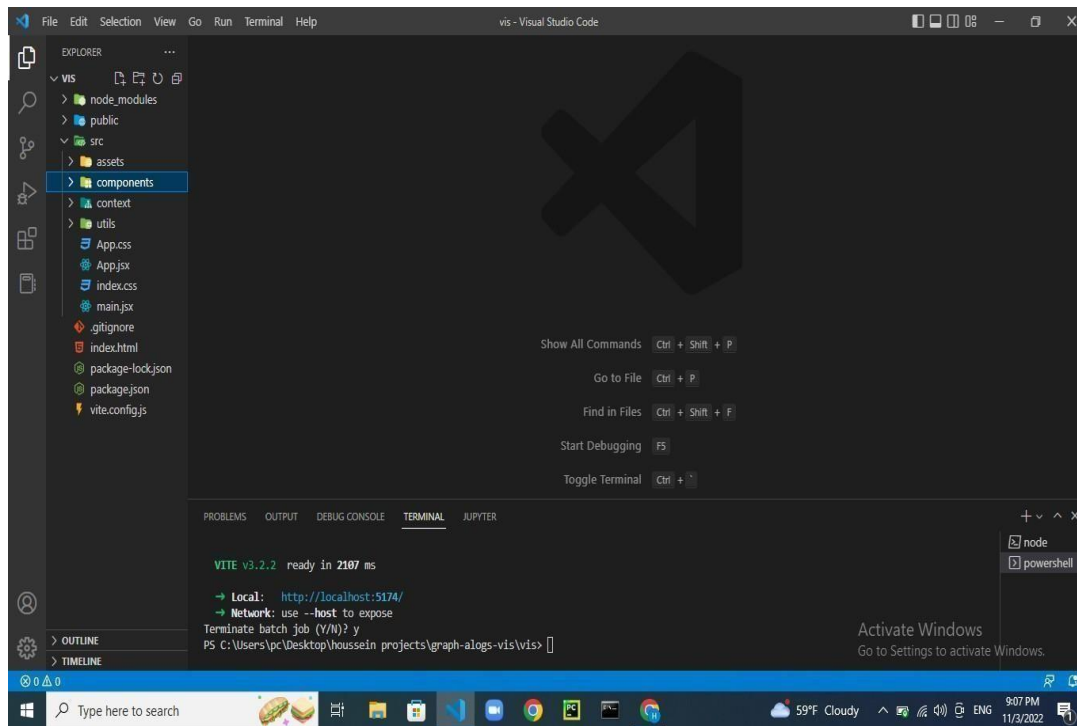 File Edit Selection View Go Run Terminal Help
vis - Visual Studio Code
EXPLORER
VIS
node_modules
public
src
assets
components
context
utils
App.css
App.jsx
index.css
main.jsx
.gitignore
index.html
package-lock.json
package.json
vite.config.js
OUTLINE
TIMELINE
Show All Commands Ctrl + Shift + P
Go to File Ctrl + P
Find in Files Ctrl + Shift + F
Start Debugging F5
Toggle Terminal Ctrl + `
PROBLEMS OUTPUT DEBUG CONSOLE TERMINAL JUPYTER
VITE v3.2.2 ready in 2107 ms
→ Local: http://localhost:5174/
→ Network: use --host to expose
Terminate batch job (Y/N)? y
PS C:\Users\pc\Desktop\houssein projects\graph-alogs-vis\vis>
node
powershell
Activate Windows
Go to Settings to activate Windows.
0 0
Type here to search
PC
59°F Cloudy
ENG
9:07 PM
11/3/2022